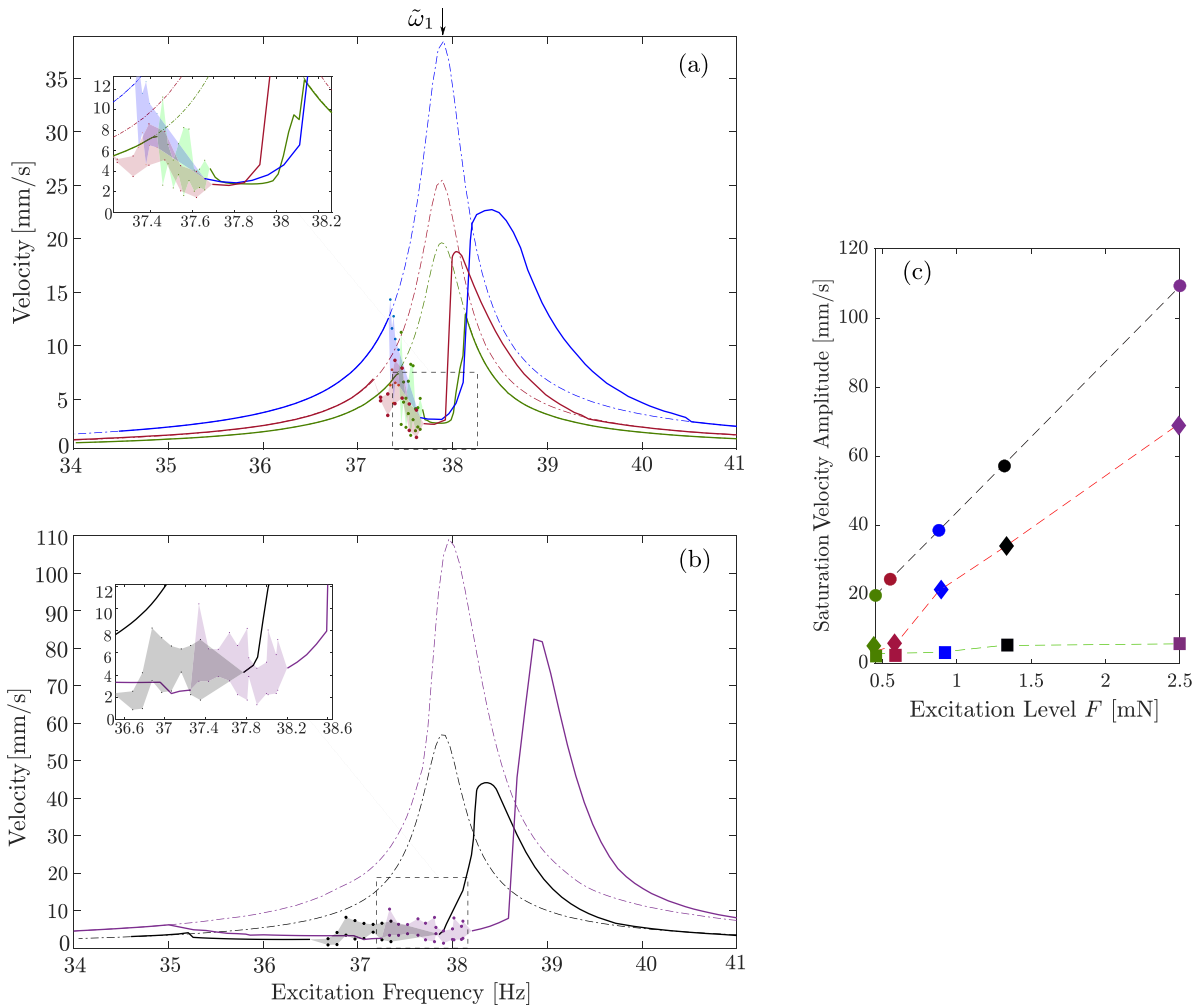 ω̃₁
(a)
Velocity [mm/s]
35
30
25
20
15
10
5
0
34 35 36 37 38 39 40 41
12
10
8
6
4
2
0
37.4 37.6 37.8 38 38.2
(b)
Velocity [mm/s]
110
100
90
80
70
60
50
40
30
20
10
0
34 35 36 37 38 39 40 41
Excitation Frequency [Hz]
12
10
8
6
4
2
0
36.6 37 37.4 37.8 38.2 38.6
(c)
Saturation Velocity Amplitude [mm/s]
120
100
80
60
40
20
0
0.5 1 1.5 2 2.5
Excitation Level F [mN]